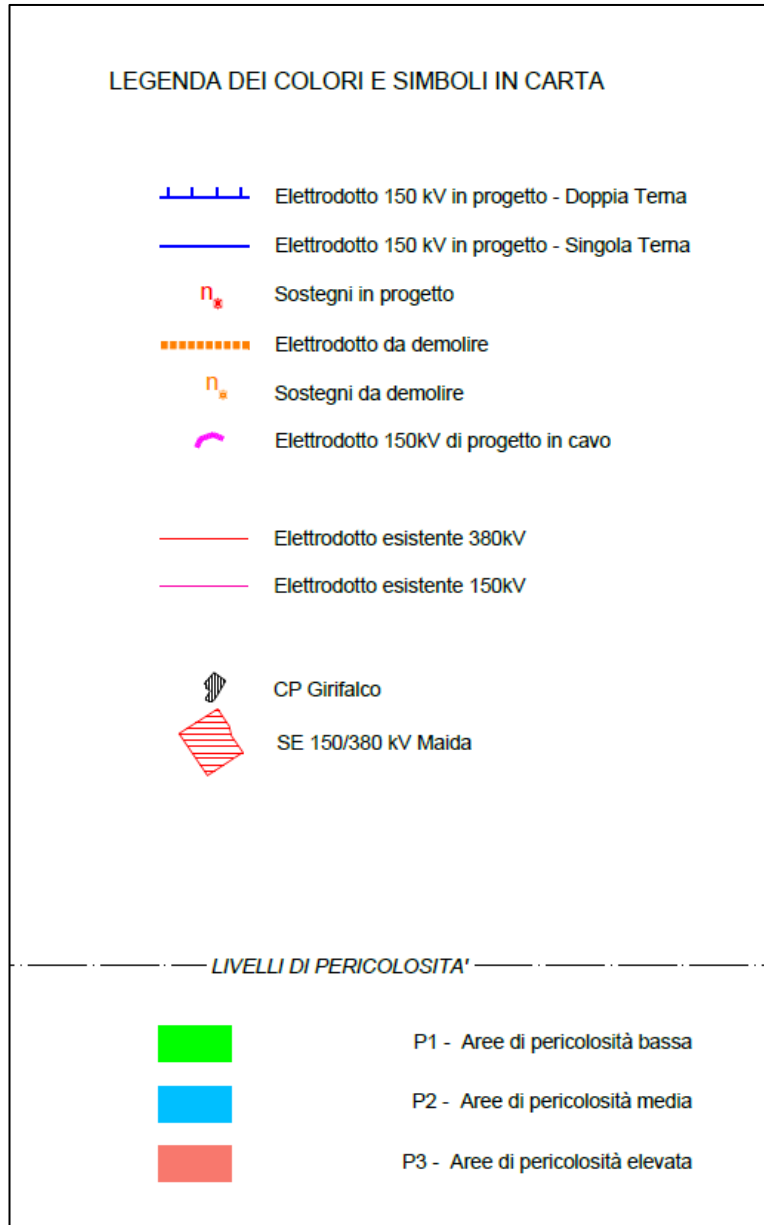 LEGENDA DEI COLORI E SIMBOLI IN CARTA
Elettrodotto 150 kV in progetto - Doppia Terna
Elettrodotto 150 kV in progetto - Singola Terna
n Sostegni in progetto
Elettrodotto da demolire
n Sostegni da demolire
Elettrodotto 150kV di progetto in cavo
Elettrodotto esistente 380kV
Elettrodotto esistente 150kV
CP Girifalco
SE 150/380 kV Maida
LIVELLI DI PERICOLOSITA'
P1 - Aree di pericolosità bassa
P2 - Aree di pericolosità media
P3 - Aree di pericolosità elevata